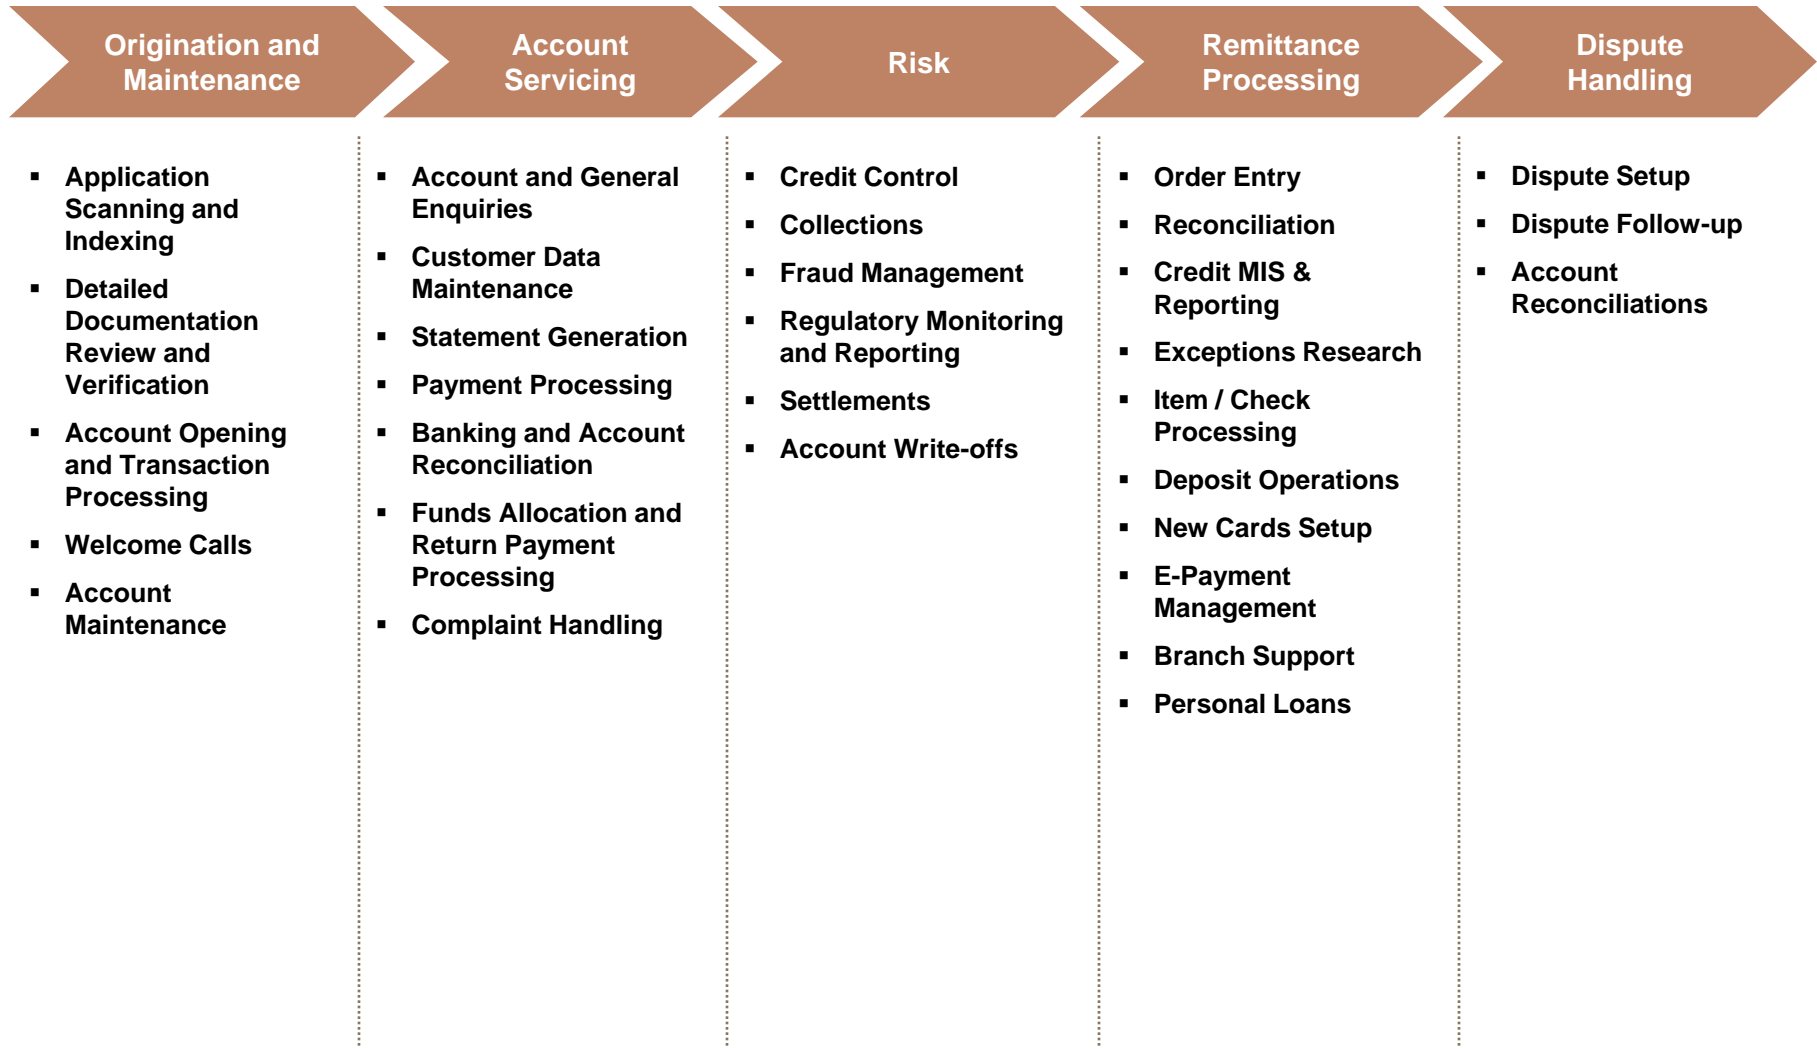 Origination and
Maintenance
Account
Servicing
Risk
Remittance
Processing
Dispute
Handling
▪ Application
Scanning and
Indexing
▪ Detailed
Documentation
Review and
Verification
▪ Account Opening
and Transaction
Processing
▪ Welcome Calls
▪ Account
Maintenance
▪ Account and General
Enquiries
▪ Customer Data
Maintenance
▪ Statement Generation
▪ Payment Processing
▪ Banking and Account
Reconciliation
▪ Funds Allocation and
Return Payment
Processing
▪ Complaint Handling
▪ Credit Control
▪ Collections
▪ Fraud Management
▪ Regulatory Monitoring
and Reporting
▪ Settlements
▪ Account Write-offs
▪ Order Entry
▪ Reconciliation
▪ Credit MIS &
Reporting
▪ Exceptions Research
▪ Item / Check
Processing
▪ Deposit Operations
▪ New Cards Setup
▪ E-Payment
Management
▪ Branch Support
▪ Personal Loans
▪ Dispute Setup
▪ Dispute Follow-up
▪ Account
Reconciliations